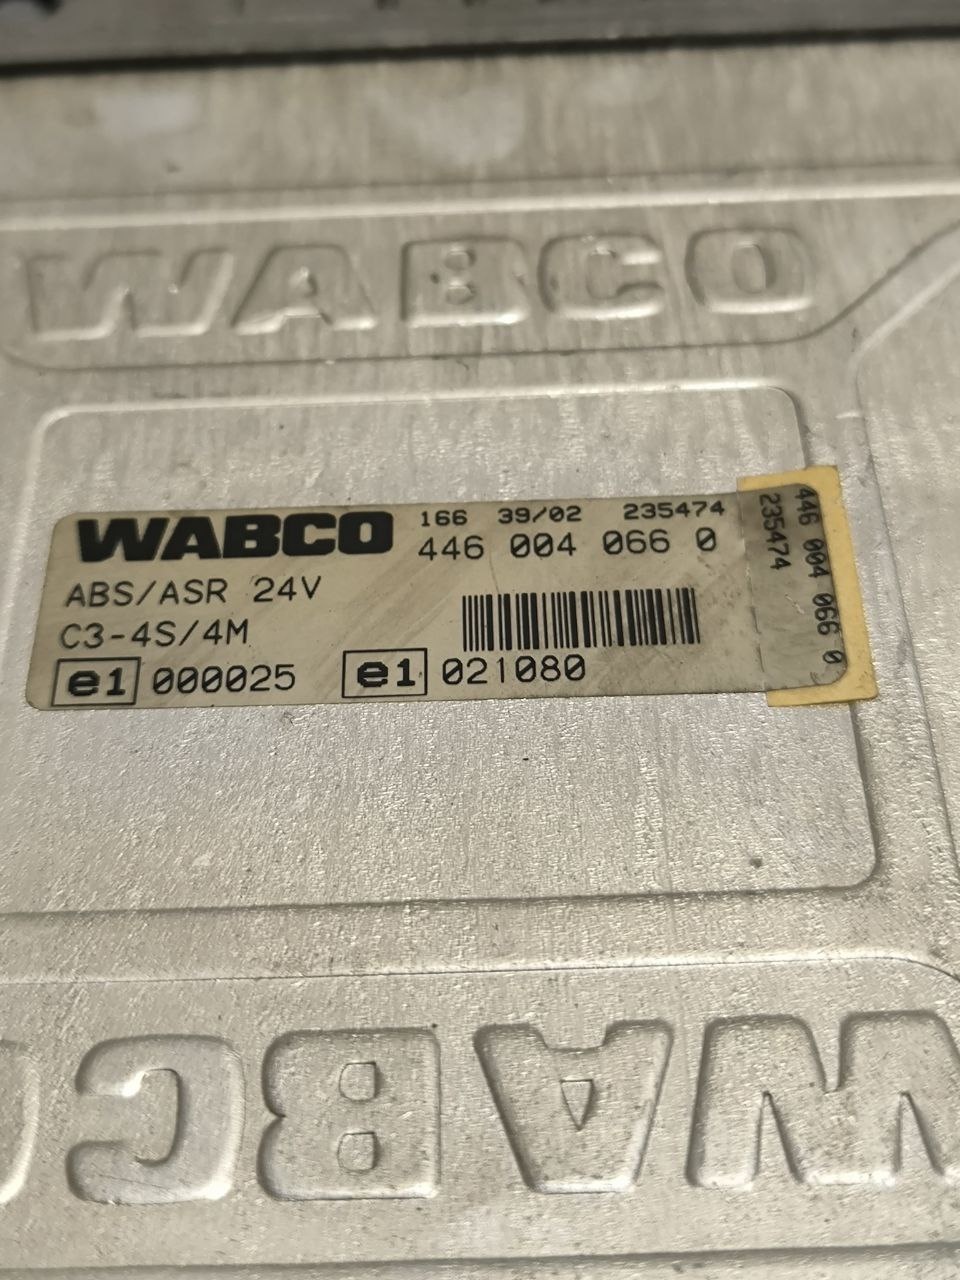 WABCO
WABCO
166 39/02 235474
446 004 066 0
ABS/ASR 24V
C3-4S/4M
e1 000025 e1 021080
446 004 066 0
235474
WABC